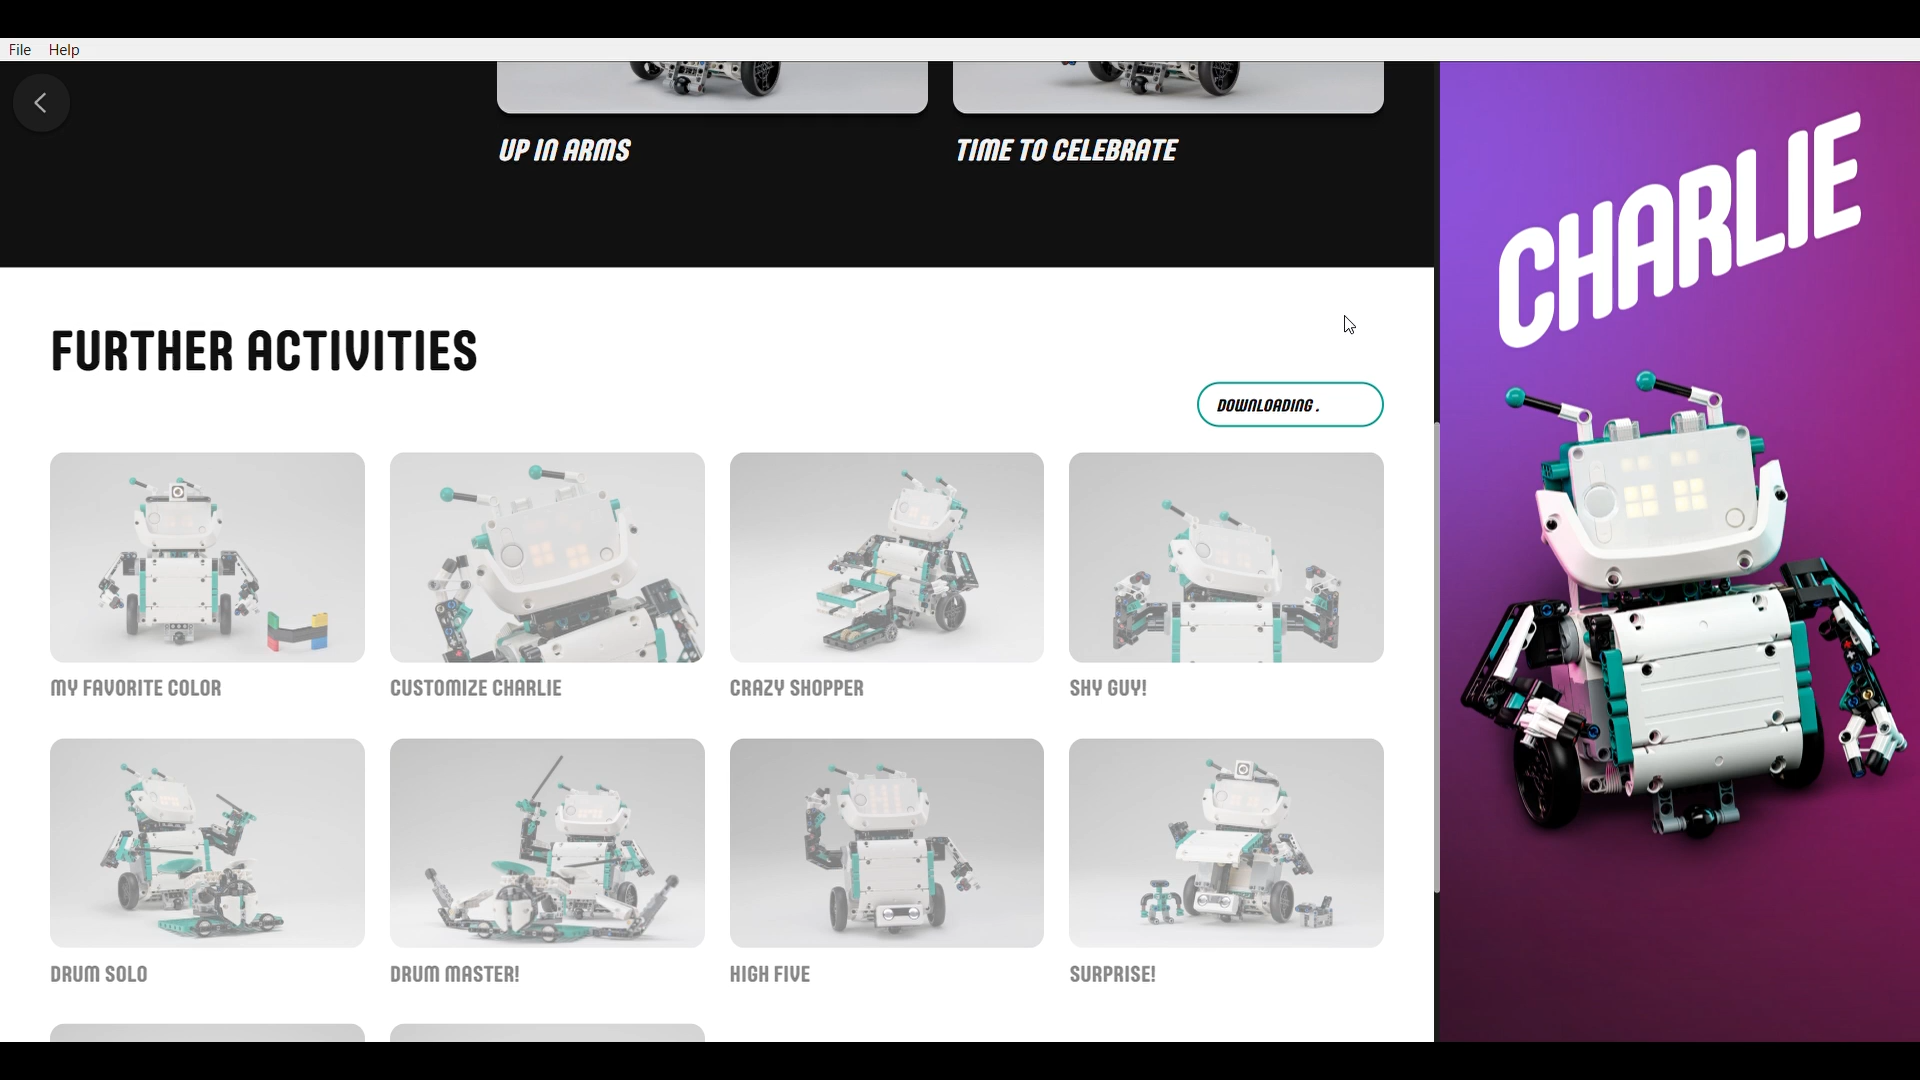 File Help
UP IN ARMS
TIME TO CELEBRATE
CHARLIE
FURTHER ACTIVITIES
DOWNLOADING .
MY FAVORITE COLOR
CUSTOMIZE CHARLIE
CRAZY SHOPPER
SHY GUY!
DRUM SOLO
DRUM MASTER!
HIGH FIVE
SURPRISE!